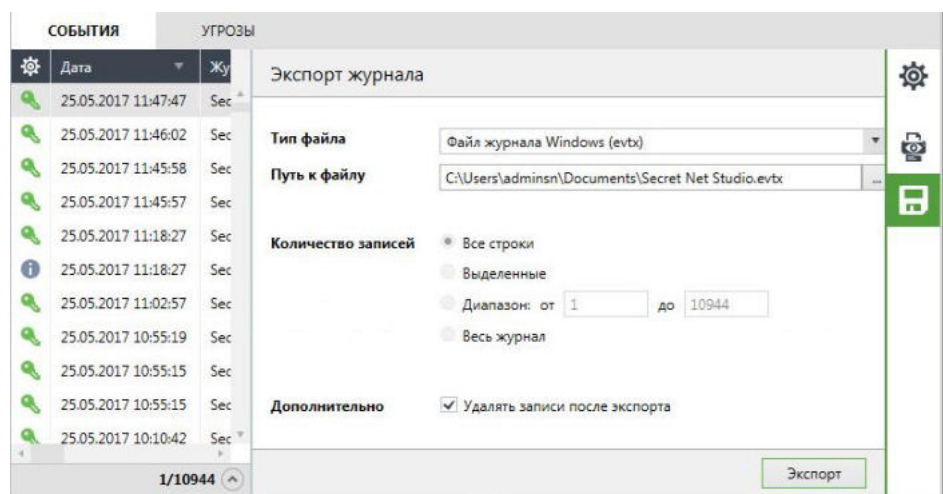 СОБЫТИЯ
УГРОЗЫ
Дата
Жу
25.05.2017 11:47:47 Sec
25.05.2017 11:46:02 Sec
25.05.2017 11:45:58 Sec
25.05.2017 11:45:57 Sec
25.05.2017 11:18:27 Sec
25.05.2017 11:18:27 Sec
25.05.2017 11:02:57 Sec
25.05.2017 10:55:19 Sec
25.05.2017 10:55:15 Sec
25.05.2017 10:55:15 Sec
25.05.2017 10:10:42 Sec
1/10944
Экспорт журнала
Тип файла Файл журнала Windows (evtx)
Путь к файлу C:\Users\adminsn\Documents\Secret Net Studio.evtx ...
Количество записей Все строки
Выделенные
Диапазон: от 1 до 10944
Весь журнал
Дополнительно Удалять записи после экспорта
Экспорт